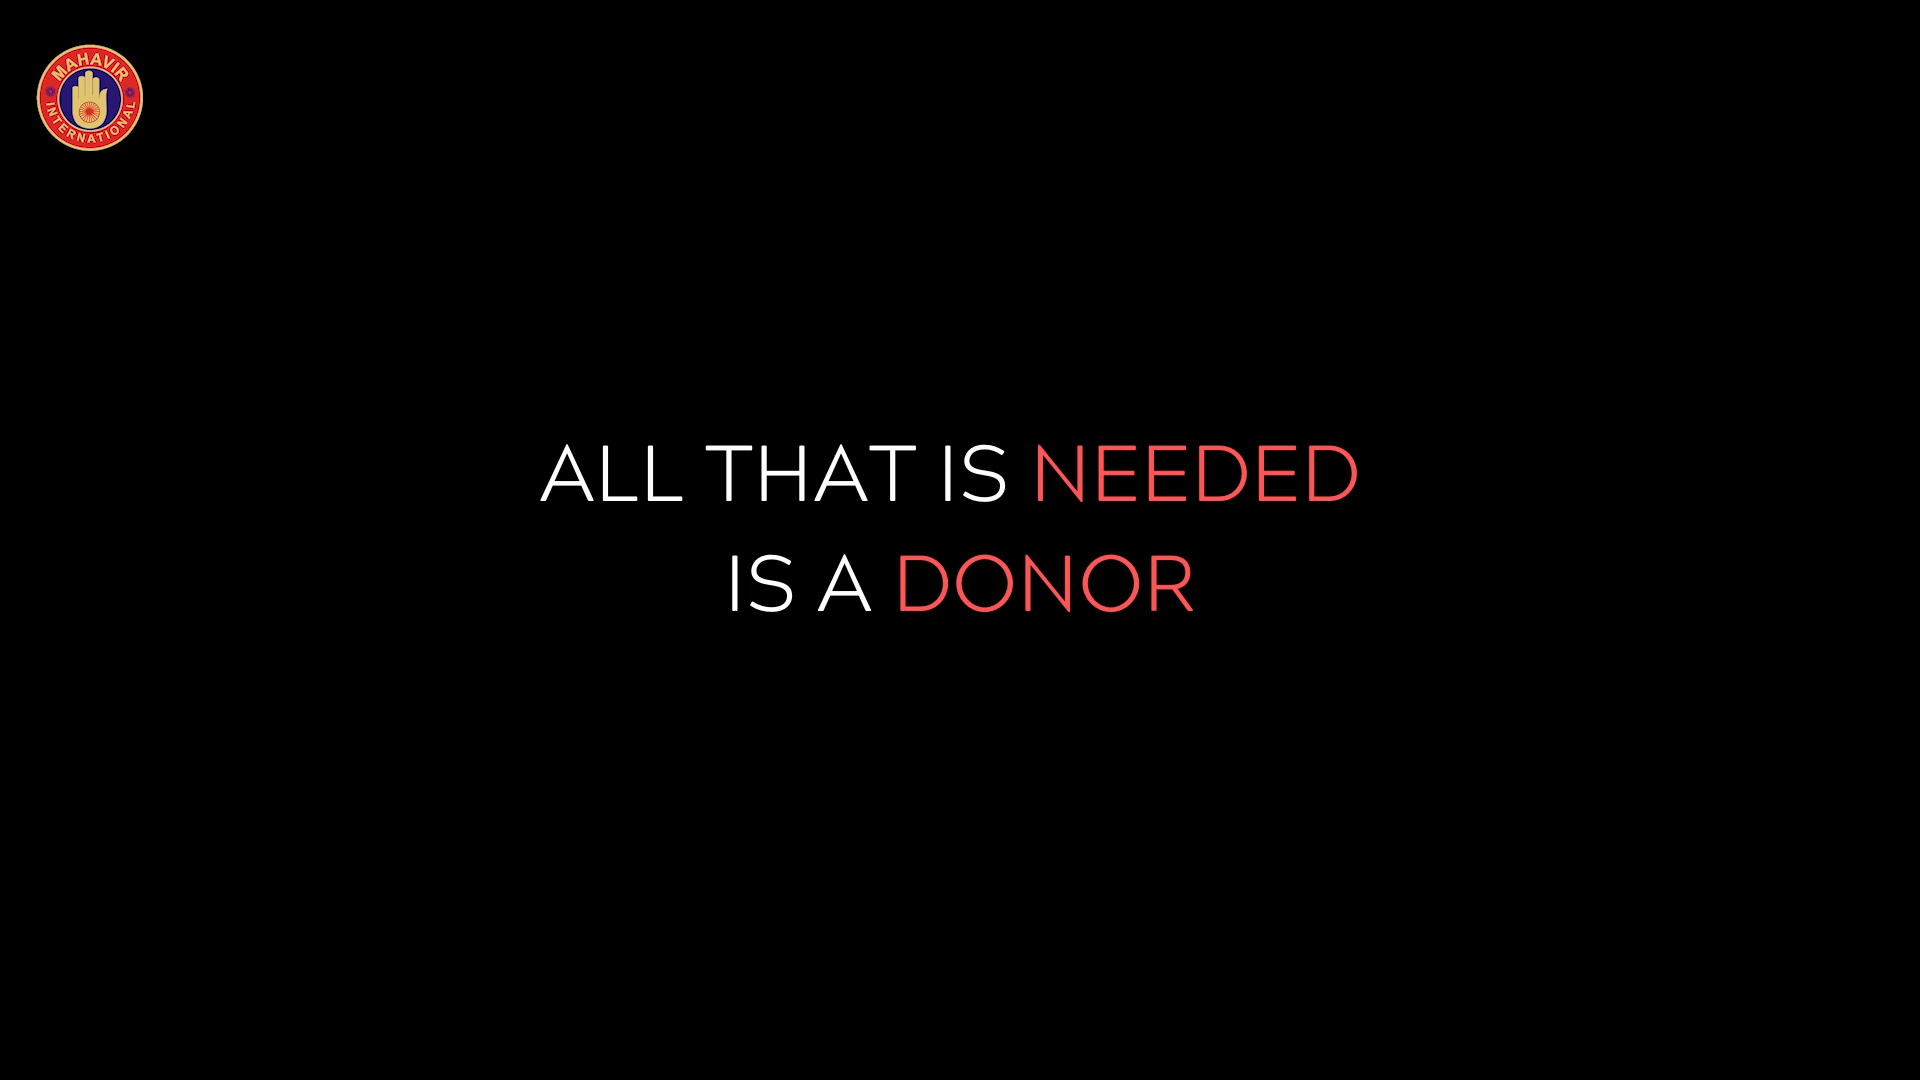 MAHAVIR
INTERNATIONAL
ALL THAT IS NEEDED
IS A DONOR